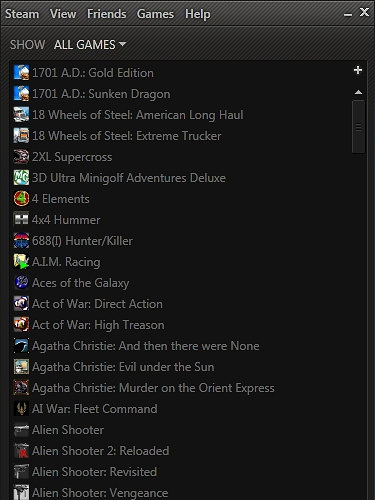 Steam View Friends Games Help
SHOW ALL GAMES
1701 A.D.: Gold Edition
1701 A.D.: Sunken Dragon
18 Wheels of Steel: American Long Haul
18 Wheels of Steel: Extreme Trucker
2XL Supercross
3D Ultra Minigolf Adventures Deluxe
4 Elements
4x4 Hummer
688(I) Hunter/Killer
A.I.M. Racing
Aces of the Galaxy
Act of War: Direct Action
Act of War: High Treason
Agatha Christie: And then there were None
Agatha Christie: Evil under the Sun
Agatha Christie: Murder on the Orient Express
AI War: Fleet Command
Alien Shooter
Alien Shooter 2: Reloaded
Alien Shooter: Revisited
Alien Shooter: Vengeance